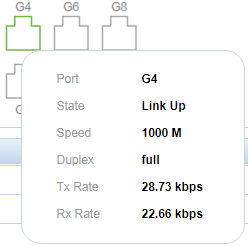 G4 G6 G8
Port G4
State Link Up
Speed 1000 M
Duplex full
Tx Rate 28.73 kbps
Rx Rate 22.66 kbps